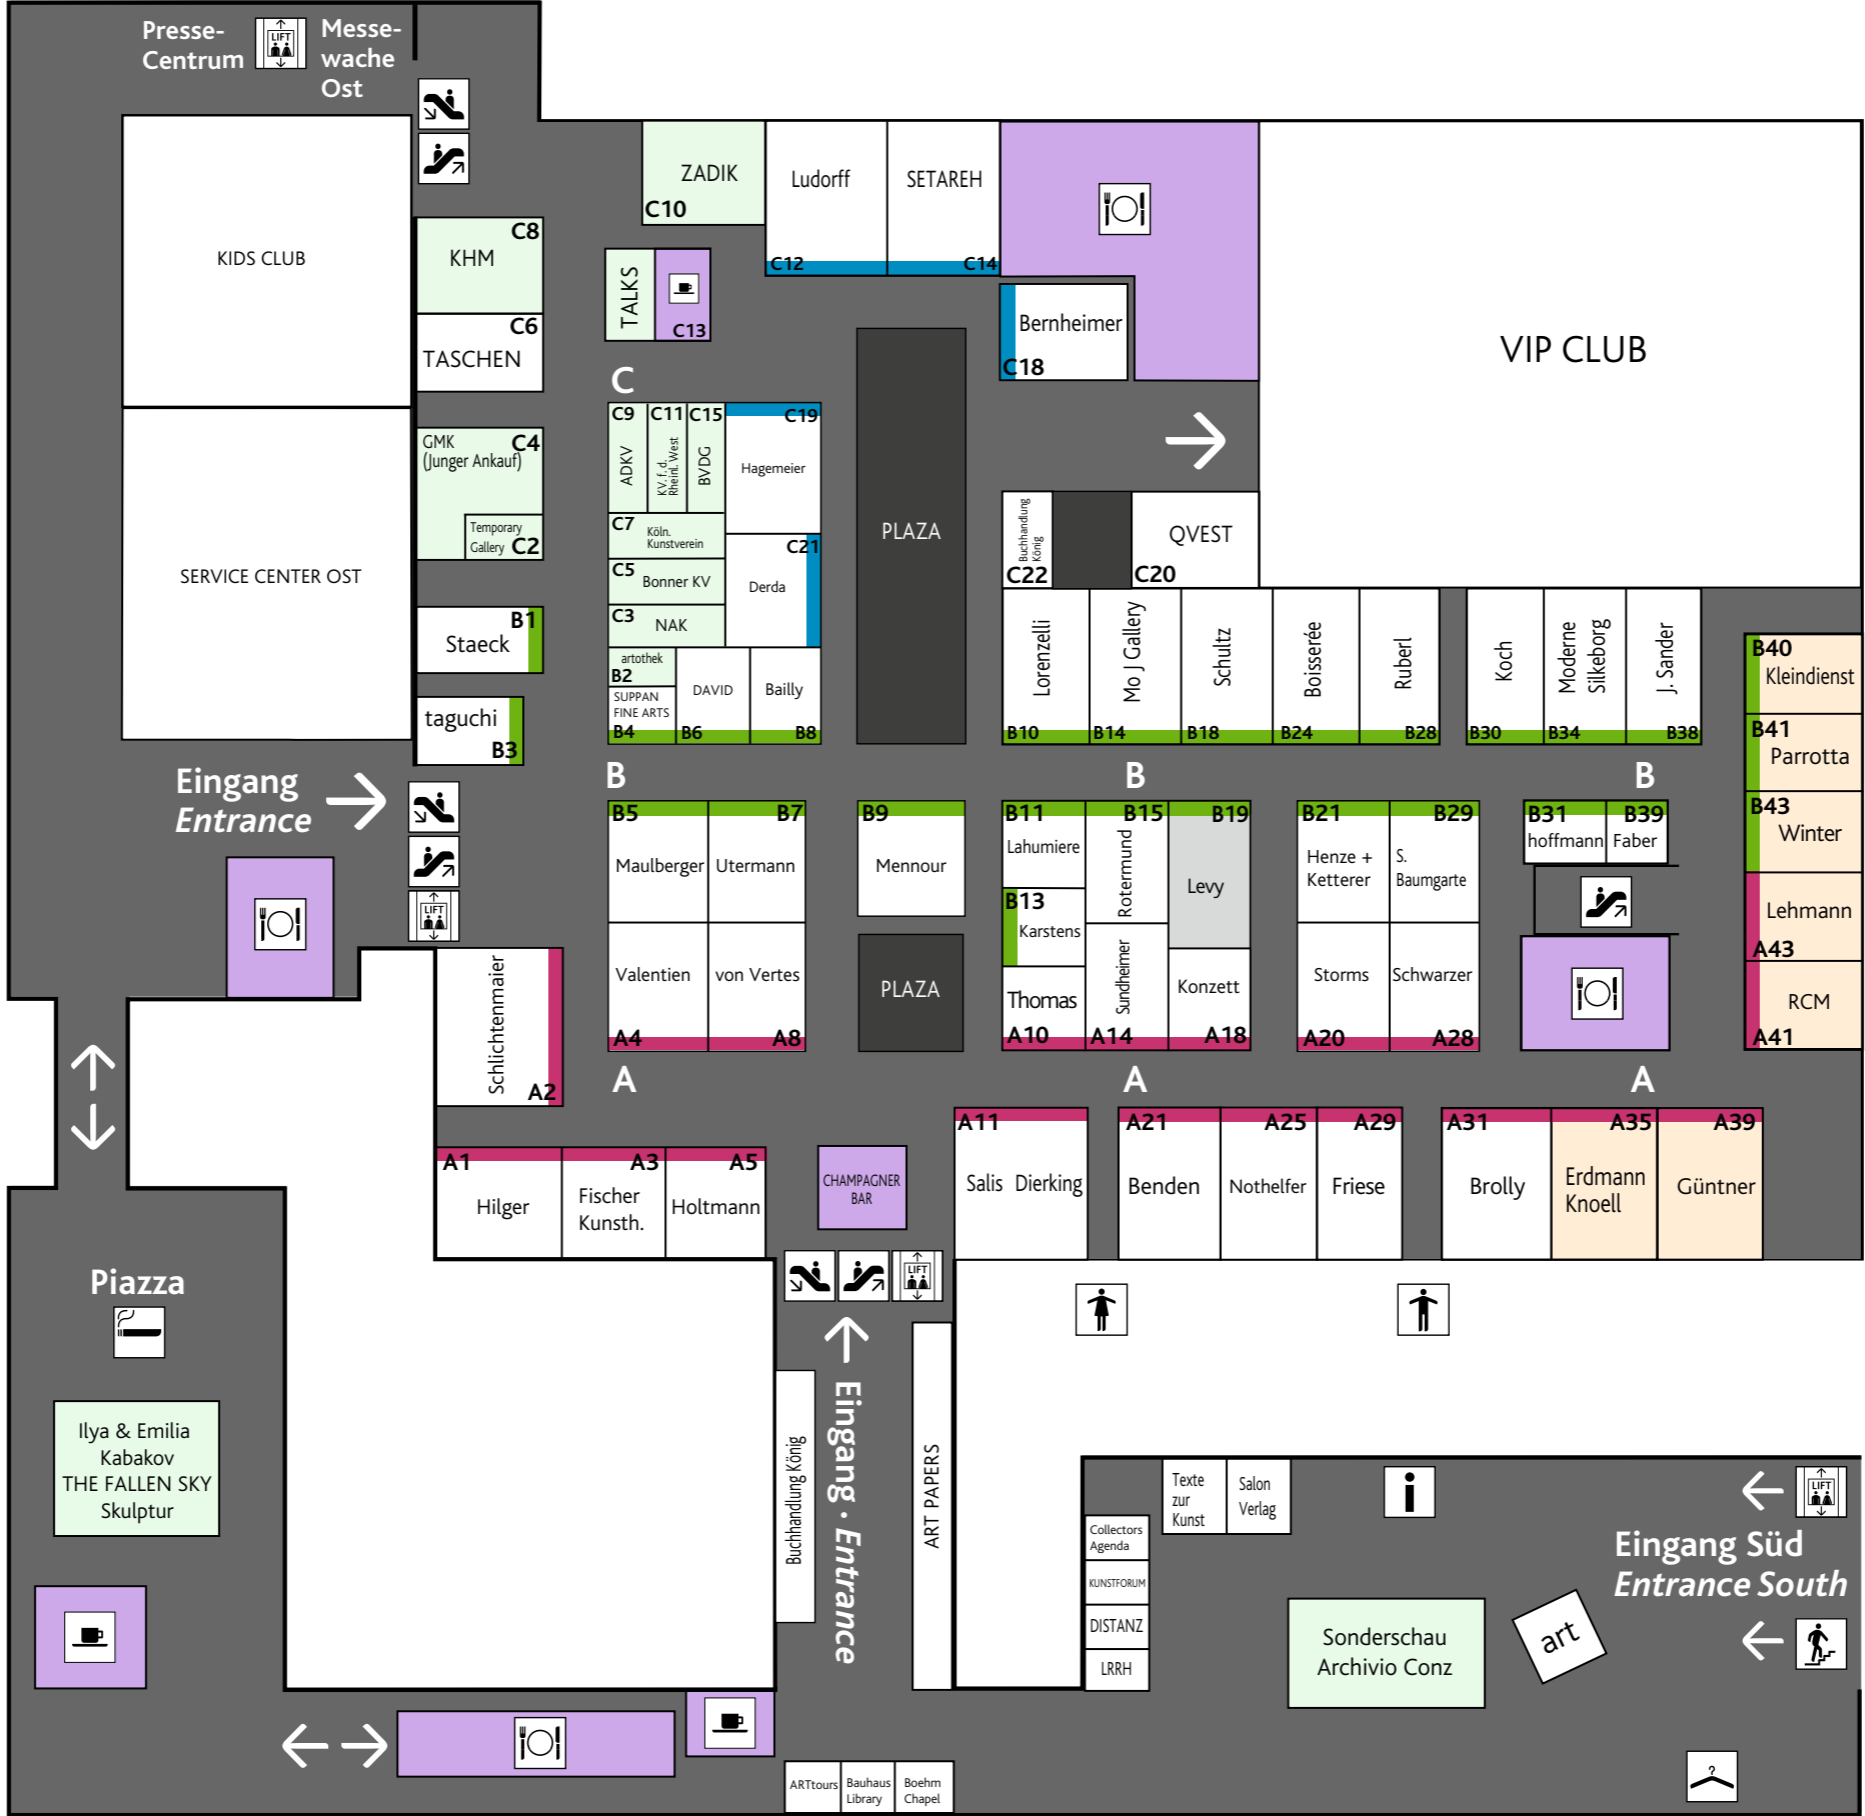 Presse-
Centrum
LIFT
Messe-
wache
Ost
KIDS CLUB
SERVICE CENTER OST
C8
KHM
C6
TASCHEN
GMK
C4
(Junger Ankauf)
Temporary
Gallery C2
B1
Staeck
taguchi
B3
ZADIK
C10
Ludorff
C12
SETAREH
C14
TALKS
C13
Bernheimer
C18
VIP CLUB
C
C9
ADKV
C11
KV. f. d.
Rheinl. West
C15
BVDG
C19
Hagemeier
C7
Köln.
Kunstverein
C5
Bonner KV
C3
NAK
C21
Derda
artothek
B2
SUPPAN
FINE ARTS
B4
DAVID
B6
Bailly
B8
PLAZA
Buchhandlung
König
C22
QVEST
C20
Lorenzelli
B10
Mo J Gallery
B14
Schultz
B18
Boisserée
B24
Ruberl
B28
Koch
B30
Moderne
Silkeborg
B34
J. Sander
B38
B40
Kleindienst
B41
Parrotta
B43
Winter
Lehmann
A43
RCM
A41
Eingang
Entrance
LIFT
B
B
B
B5
Maulberger
B7
Utermann
Valentien
A4
von Vertes
A8
B9
Mennour
PLAZA
B11
Lahumiere
B13
Karstens
Thomas
A10
B15
Rotermund
Sundheimer
A14
B19
Levy
Konzett
A18
B21
Henze +
Ketterer
B29
S.
Baumgarte
Storms
A20
Schwarzer
A28
B31
hoffmann
B39
Faber
Schlichtenmaier
A2
A
A
A
A1
Hilger
A3
Fischer
Kunsth.
A5
Holtmann
CHAMPAGNER
BAR
A11
Salis Dierking
A21
Benden
A25
Nothelfer
A29
Friese
A31
Brolly
A35
Erdmann
Knoell
A39
Güntner
LIFT
Piazza
Ilya & Emilia
Kabakov
THE FALLEN SKY
Skulptur
Buchhandlung König
Eingang · Entrance
ART PAPERS
Texte
zur
Kunst
Salon
Verlag
Collectors
Agenda
KUNSTFORUM
DISTANZ
LRRH
i
LIFT
Eingang Süd
Entrance South
Sonderschau
Archivio Conz
art
ARTtours
Bauhaus
Library
Boehm
Chapel
?